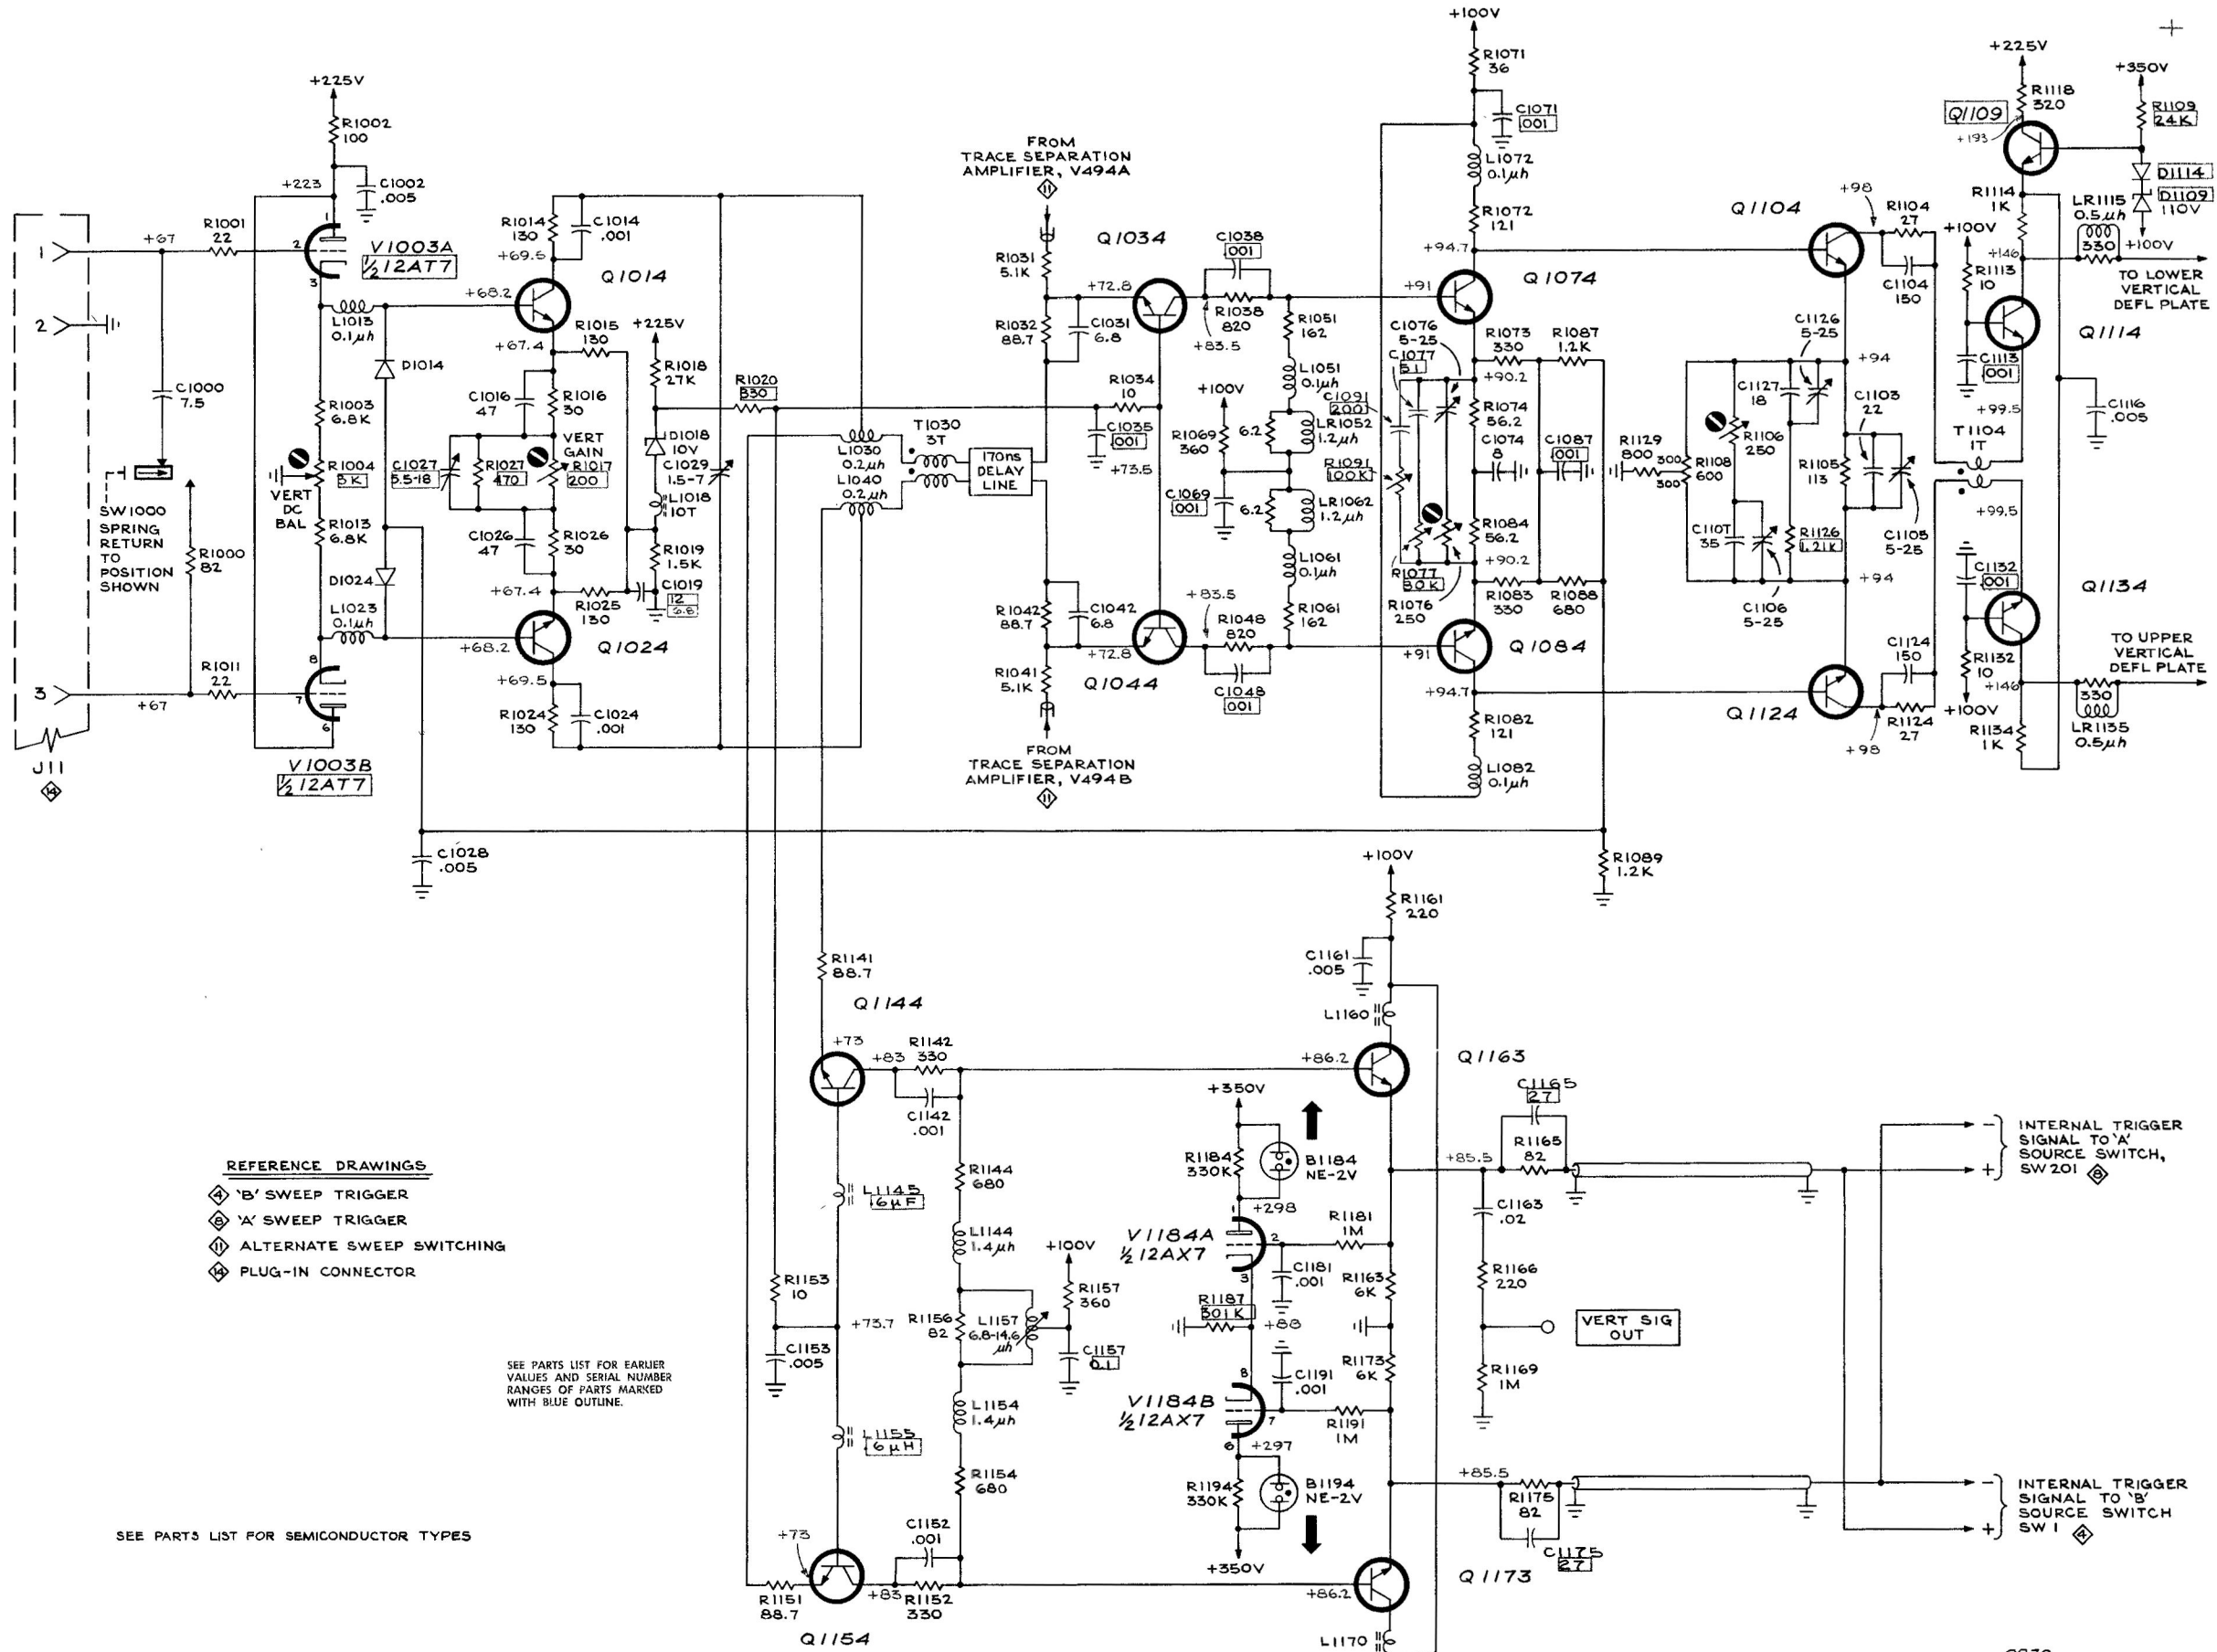 +100V
R1071
36
C1071
.001
L1072
0.1µh
R1072
121
+94.7
+225V
R1118
320
Q1109
+193
+350V
R1109
24K
D1114
D1109
110V
+100V
R1114
1K
LR1115
0.5µh
330
+146
TO LOWER
VERTICAL
DEFL PLATE
+225V
R1002
100
+223
C1002
.005
1
+67
R1001
22
2
1
3
V1003A
½ 12AT7
2
C1000
7.5
SW1000
SPRING
RETURN
TO
POSITION
SHOWN
R1000
82
3
+67
R1011
22
8
7
6
V1003B
½ 12AT7
J11
14
L1013
0.1µh
R1003
6.8K
R1004
5K
VERT
DC
BAL
R1013
6.8K
D1014
D1024
L1023
0.1µh
C1028
.005
R1014
130
C1014
.001
+69.5
Q1014
+68.2
+67.4
R1015
130
C1016
47
R1016
30
C1027
5.5-18
R1027
470
VERT
GAIN
R1017
200
C1026
47
R1026
30
+67.4
R1025
130
+68.2
Q1024
+69.5
R1024
130
C1024
.001
+225V
R1018
27K
D1018
10V
L1018
10T
R1019
1.5K
C1019
12
6.8
R1020
330
C1029
1.5-7
L1030
0.2µh
L1040
0.2µh
T1030
3T
170ns
DELAY
LINE
FROM
TRACE SEPARATION
AMPLIFIER, V494A
11
R1031
5.1K
R1032
88.7
C1031
6.8
+72.8
Q1034
C1038
.001
R1038
820
+83.5
R1034
10
C1035
.001
+73.5
R1042
88.7
C1042
6.8
+72.8
R1041
5.1K
Q1044
+83.5
R1048
820
C1048
.001
FROM
TRACE SEPARATION
AMPLIFIER, V494B
11
R1051
162
L1051
0.1µh
+100V
R1069
360
C1069
.001
6.2
LR1052
1.2µh
6.2
LR1062
1.2µh
L1061
0.1µh
R1061
162
+91
Q1074
C1076
5-25
C1077
51
C1091
200
R1091
100K
R1077
30K
R1076
250
R1073
330
R1087
1.2K
+90.2
R1074
56.2
C1074
8
C1087
.001
R1084
56.2
+90.2
R1083
330
R1088
680
+91
Q1084
+94.7
R1082
121
L1082
0.1µh
R1089
1.2K
Q1104
+98
R1104
27
C1104
150
+94
C1126
5-25
C1127
18
R1129
800
300
300
R1108
600
R1106
250
C1103
22
R1105
113
C1107
35
C1106
5-25
R1126
1.21K
C1105
5-25
+94
Q1124
C1124
150
R1124
27
+98
+100V
R1113
10
C1113
.001
Q1114
+99.5
C1116
.005
T1104
1T
+99.5
C1132
.001
Q1134
R1132
10
+146
+100V
R1134
1K
330
LR1135
0.5µh
TO UPPER
VERTICAL
DEFL PLATE
R1141
88.7
Q1144
+73
+83
R1142
330
C1142
.001
L1145
6µF
R1144
680
L1144
1.4µh
R1153
10
C1153
.005
+73.7
R1156
82
L1157
6.8-14.6
µh
+100V
R1157
360
C1157
0.1
L1154
1.4µh
L1155
6µH
R1154
680
C1152
.001
+73
+83
R1151
88.7
R1152
330
Q1154
+100V
R1161
220
C1161
.005
L1160
+86.2
Q1163
+350V
R1184
330K
B1184
NE-2V
+298
1
V1184A
½ 12AX7
2
3
R1181
1M
C1181
.001
R1163
6K
R1187
301K
+88
C1191
.001
R1173
6K
8
V1184B
½ 12AX7
7
6
R1191
1M
+297
R1194
330K
B1194
NE-2V
+350V
+86.2
Q1173
L1170
C1165
27
R1165
82
+85.5
C1163
.02
R1166
220
VERT SIG
OUT
R1169
1M
+85.5
R1175
82
C1175
27
INTERNAL TRIGGER
SIGNAL TO 'A'
SOURCE SWITCH,
SW201 8
INTERNAL TRIGGER
SIGNAL TO 'B'
SOURCE SWITCH
SW1 4
-
+
-
+
REFERENCE DRAWINGS
4 'B' SWEEP TRIGGER
8 'A' SWEEP TRIGGER
11 ALTERNATE SWEEP SWITCHING
14 PLUG-IN CONNECTOR
SEE PARTS LIST FOR EARLIER
VALUES AND SERIAL NUMBER
RANGES OF PARTS MARKED
WITH BLUE OUTLINE.
SEE PARTS LIST FOR SEMICONDUCTOR TYPES